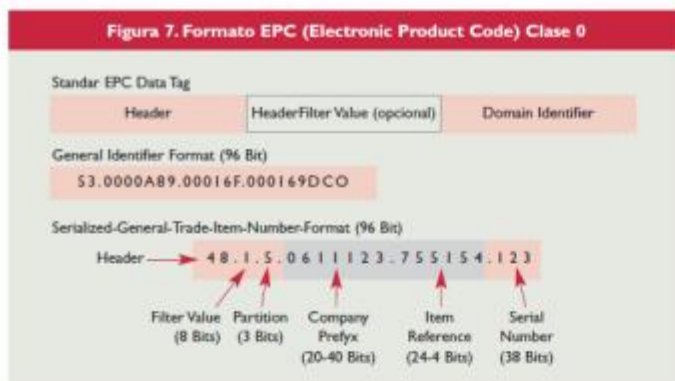 Figura 7. Formato EPC (Electronic Product Code) Clase 0
Standar EPC Data Tag
Header HeaderFilter Value (opcional) Domain Identifier
General Identifier Format (96 Bit)
53.0000A89.00016F.000169DCO
Serialized-General-Trade-Item-Number-Format (96 Bit)
Header 48.1.5.0611123.755154.123
Filter Value Partition Company Item Serial
(8 Bits) (3 Bits) Prefyx Reference Number
(20-40 Bits) (24-4 Bits) (38 Bits)